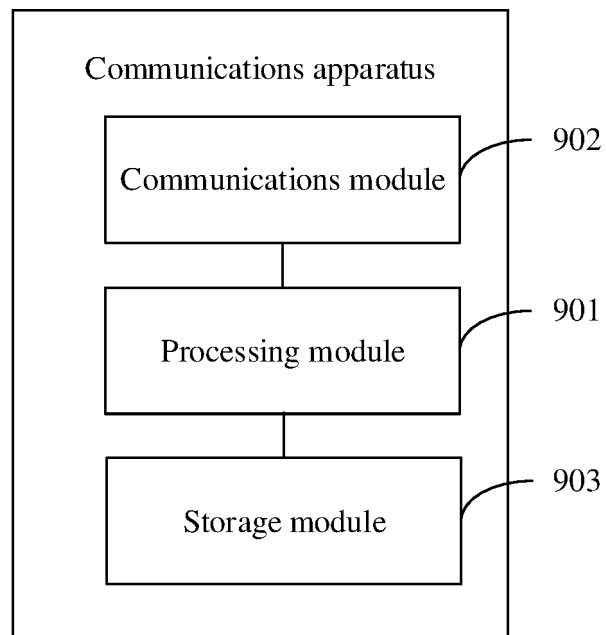 Communications apparatus
902
Communications module
901
Processing module
903
Storage module